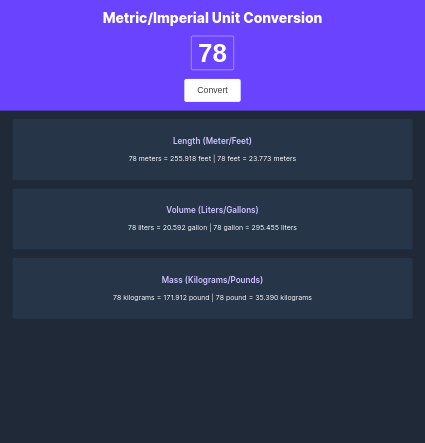 Metric/Imperial Unit Conversion
78
Convert
Length (Meter/Feet)
78 meters = 255.918 feet | 78 feet = 23.773 meters
Volume (Liters/Gallons)
78 liters = 20.592 gallon | 78 gallon = 295.455 liters
Mass (Kilograms/Pounds)
78 kilograms = 171.912 pound | 78 pound = 35.390 kilograms